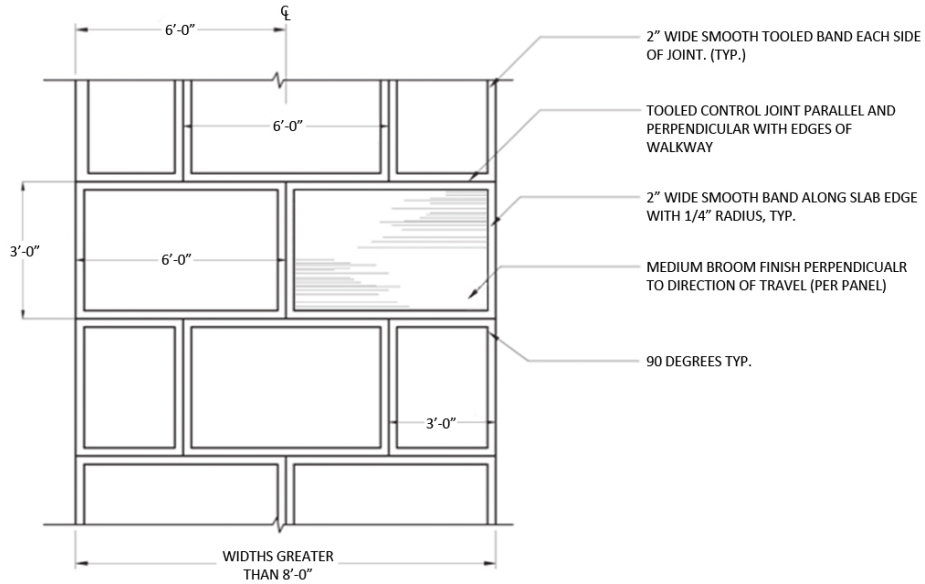 ℄
6’-0”
2” WIDE SMOOTH TOOLED BAND EACH SIDE
OF JOINT. (TYP.)
TOOLED CONTROL JOINT PARALLEL AND
PERPENDICULAR WITH EDGES OF
WALKWAY
6’-0”
2” WIDE SMOOTH BAND ALONG SLAB EDGE
WITH 1/4” RADIUS, TYP.
3’-0”
6’-0”
MEDIUM BROOM FINISH PERPENDICUALR
TO DIRECTION OF TRAVEL (PER PANEL)
90 DEGREES TYP.
3’-0”
WIDTHS GREATER
THAN 8’-0”